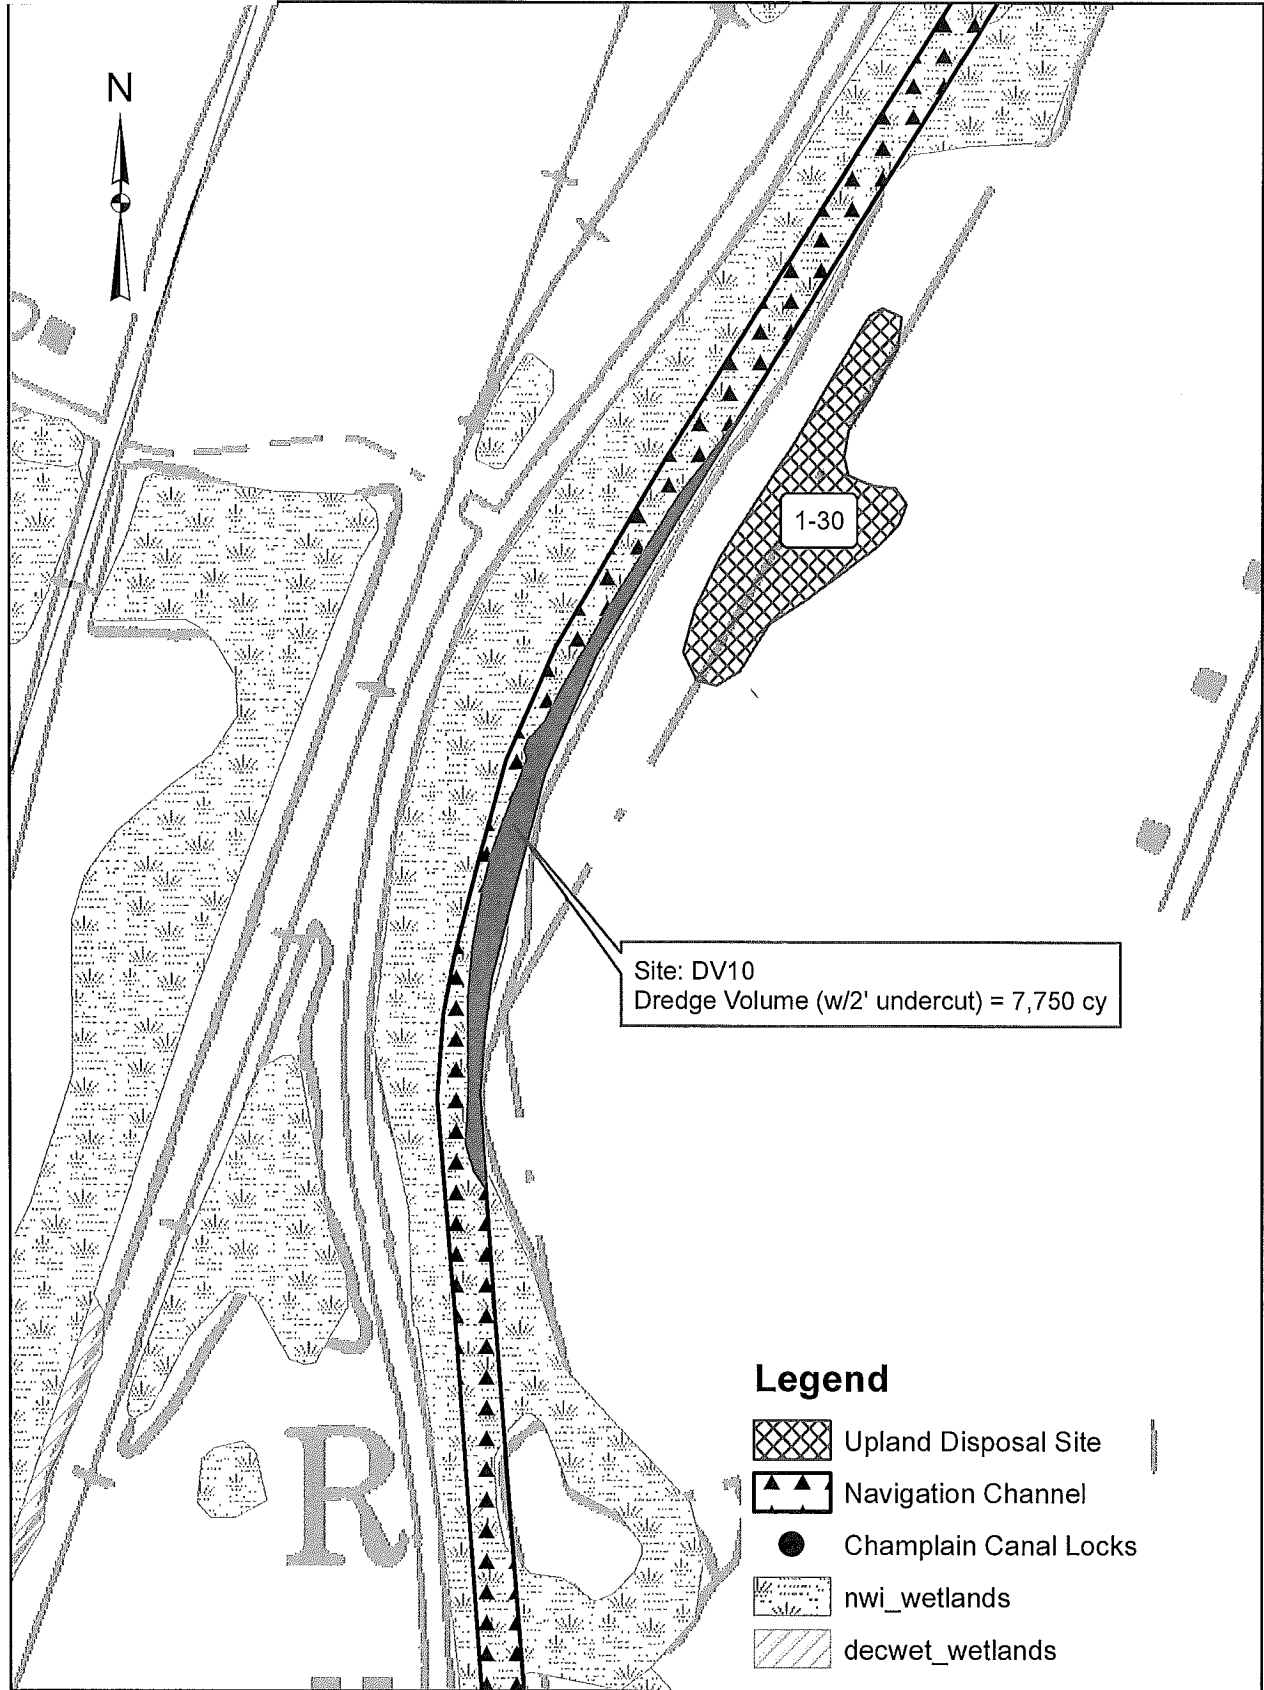 N
1-30
Site: DV10
Dredge Volume (w/2' undercut) = 7,750 cy
R
Legend
Upland Disposal Site
Navigation Channel
Champlain Canal Locks
nwi_wetlands
decwet_wetlands